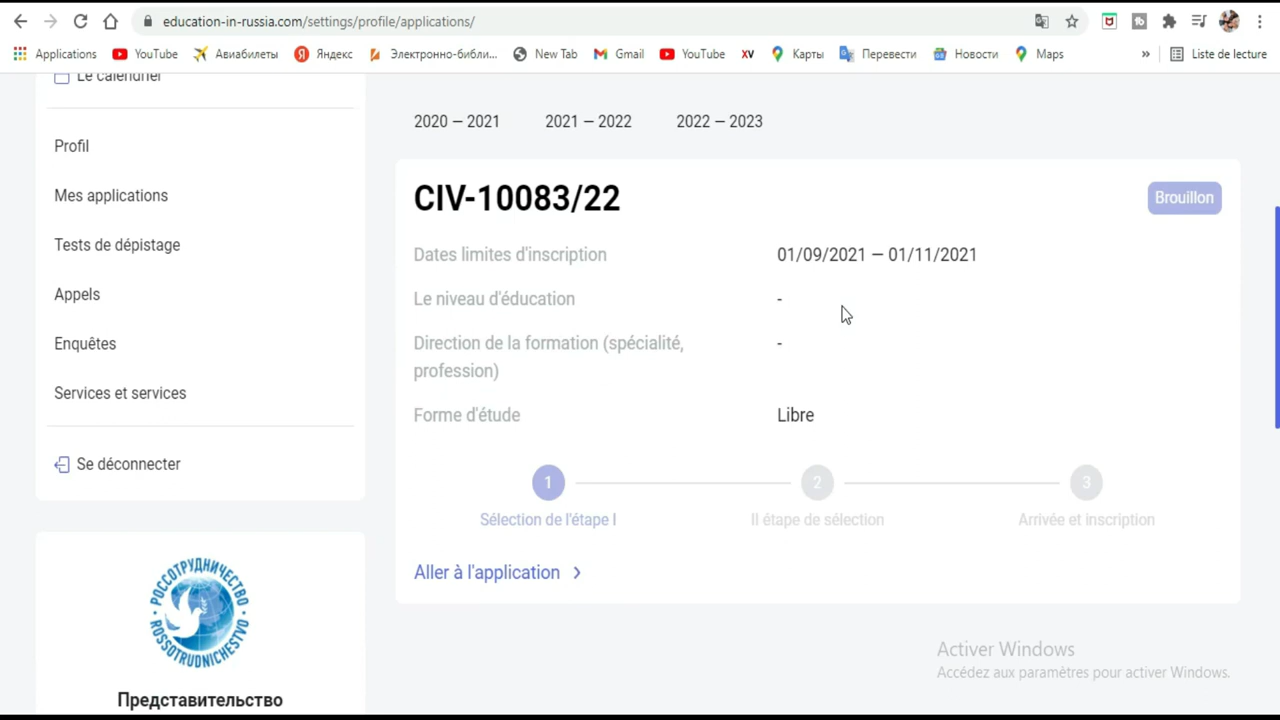 education-in-russia.com/settings/profile/applications/
Applications
YouTube
Авиабилеты
Яндекс
Электронно-библи...
New Tab
Gmail
YouTube
XV
Карты
Перевести
Новости
Maps
»
Liste de lecture
Le calendrier
Profil
Mes applications
Tests de dépistage
Appels
Enquêtes
Services et services
Se déconnecter
РОССОТРУДНИЧЕСТВО
ROSSOTRUDNICHESTVO
Представительство
2020 — 2021
2021 — 2022
2022 — 2023
CIV-10083/22
Brouillon
Dates limites d'inscription
01/09/2021 — 01/11/2021
Le niveau d'éducation
-
Direction de la formation (spécialité,
profession)
-
Forme d'étude
Libre
1
2
3
Sélection de l'étape I
II étape de sélection
Arrivée et inscription
Aller à l'application
Activer Windows
Accédez aux paramètres pour activer Windows.